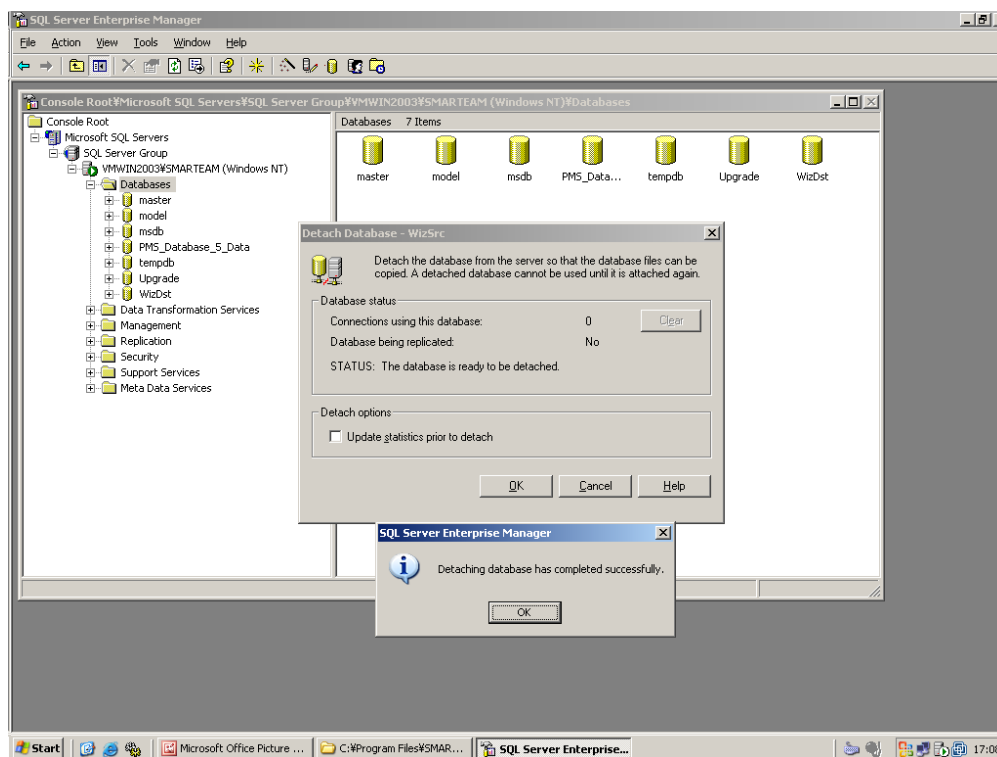 SQL Server Enterprise Manager
File Action View Tools Window Help
Console Root¥Microsoft SQL Servers¥SQL Server Group¥VMWIN2003¥SMARTEAM (Windows NT)¥Databases
Console Root
Microsoft SQL Servers
SQL Server Group
VMWIN2003¥SMARTEAM (Windows NT)
Databases
master
model
msdb
PMS_Database_5_Data
tempdb
Upgrade
WizDst
Data Transformation Services
Management
Replication
Security
Support Services
Meta Data Services
Databases 7 Items
master model msdb PMS_Data... tempdb Upgrade WizDst
Detach Database - WizSrc
Detach the database from the server so that the database files can be
copied. A detached database cannot be used until it is attached again.
Database status
Connections using this database: 0 Clear
Database being replicated: No
STATUS: The database is ready to be detached.
Detach options
Update statistics prior to detach
OK Cancel Help
SQL Server Enterprise Manager
Detaching database has completed successfully.
OK
Start Microsoft Office Picture ... C:¥Program Files¥SMAR... SQL Server Enterprise... 17:08